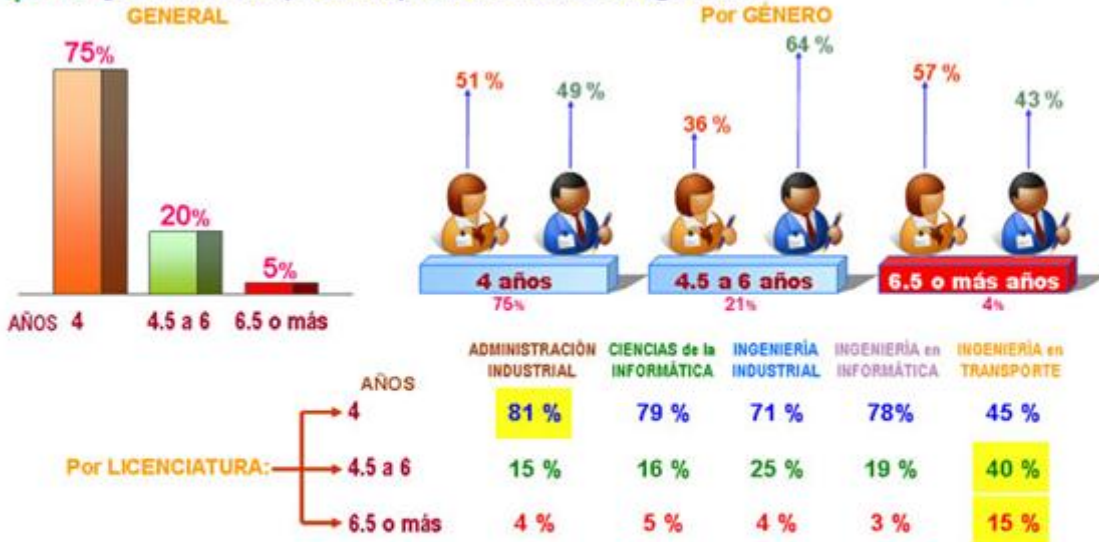 GENERAL
Por GÉNERO
75%
20%
5%
AÑOS 4 4.5 a 6 6.5 o más
51 %
49 %
36 %
64 %
57 %
43 %
4 años
75%
4.5 a 6 años
21%
6.5 o más años
4%
ADMINISTRACIÓN INDUSTRIAL
CIENCIAS de la INFORMÁTICA
INGENIERÍA INDUSTRIAL
INGENIERÍA en INFORMÁTICA
INGENIERÍA en TRANSPORTE
AÑOS
Por LICENCIATURA:
4 81 % 79 % 71 % 78% 45 %
4.5 a 6 15 % 16 % 25 % 19 % 40 %
6.5 o más 4 % 5 % 4 % 3 % 15 %